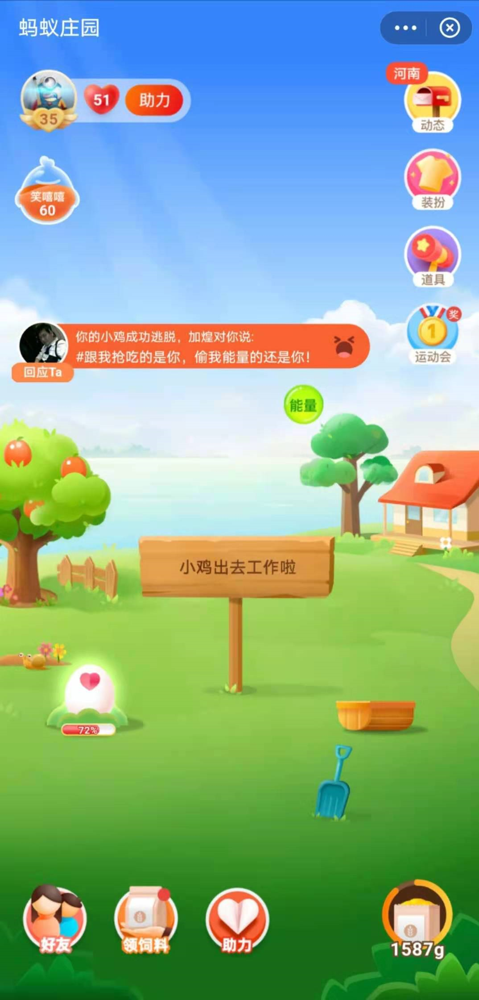 蚂蚁庄园
河南
51
助力
35
动态
笑嘻嘻
60
装扮
道具
奖
1
运动会
你的小鸡成功逃脱，加煌对你说:
#跟我抢吃的是你，偷我能量的还是你！
回应Ta
能量
小鸡出去工作啦
72%
好友
领饲料
助力
1587g